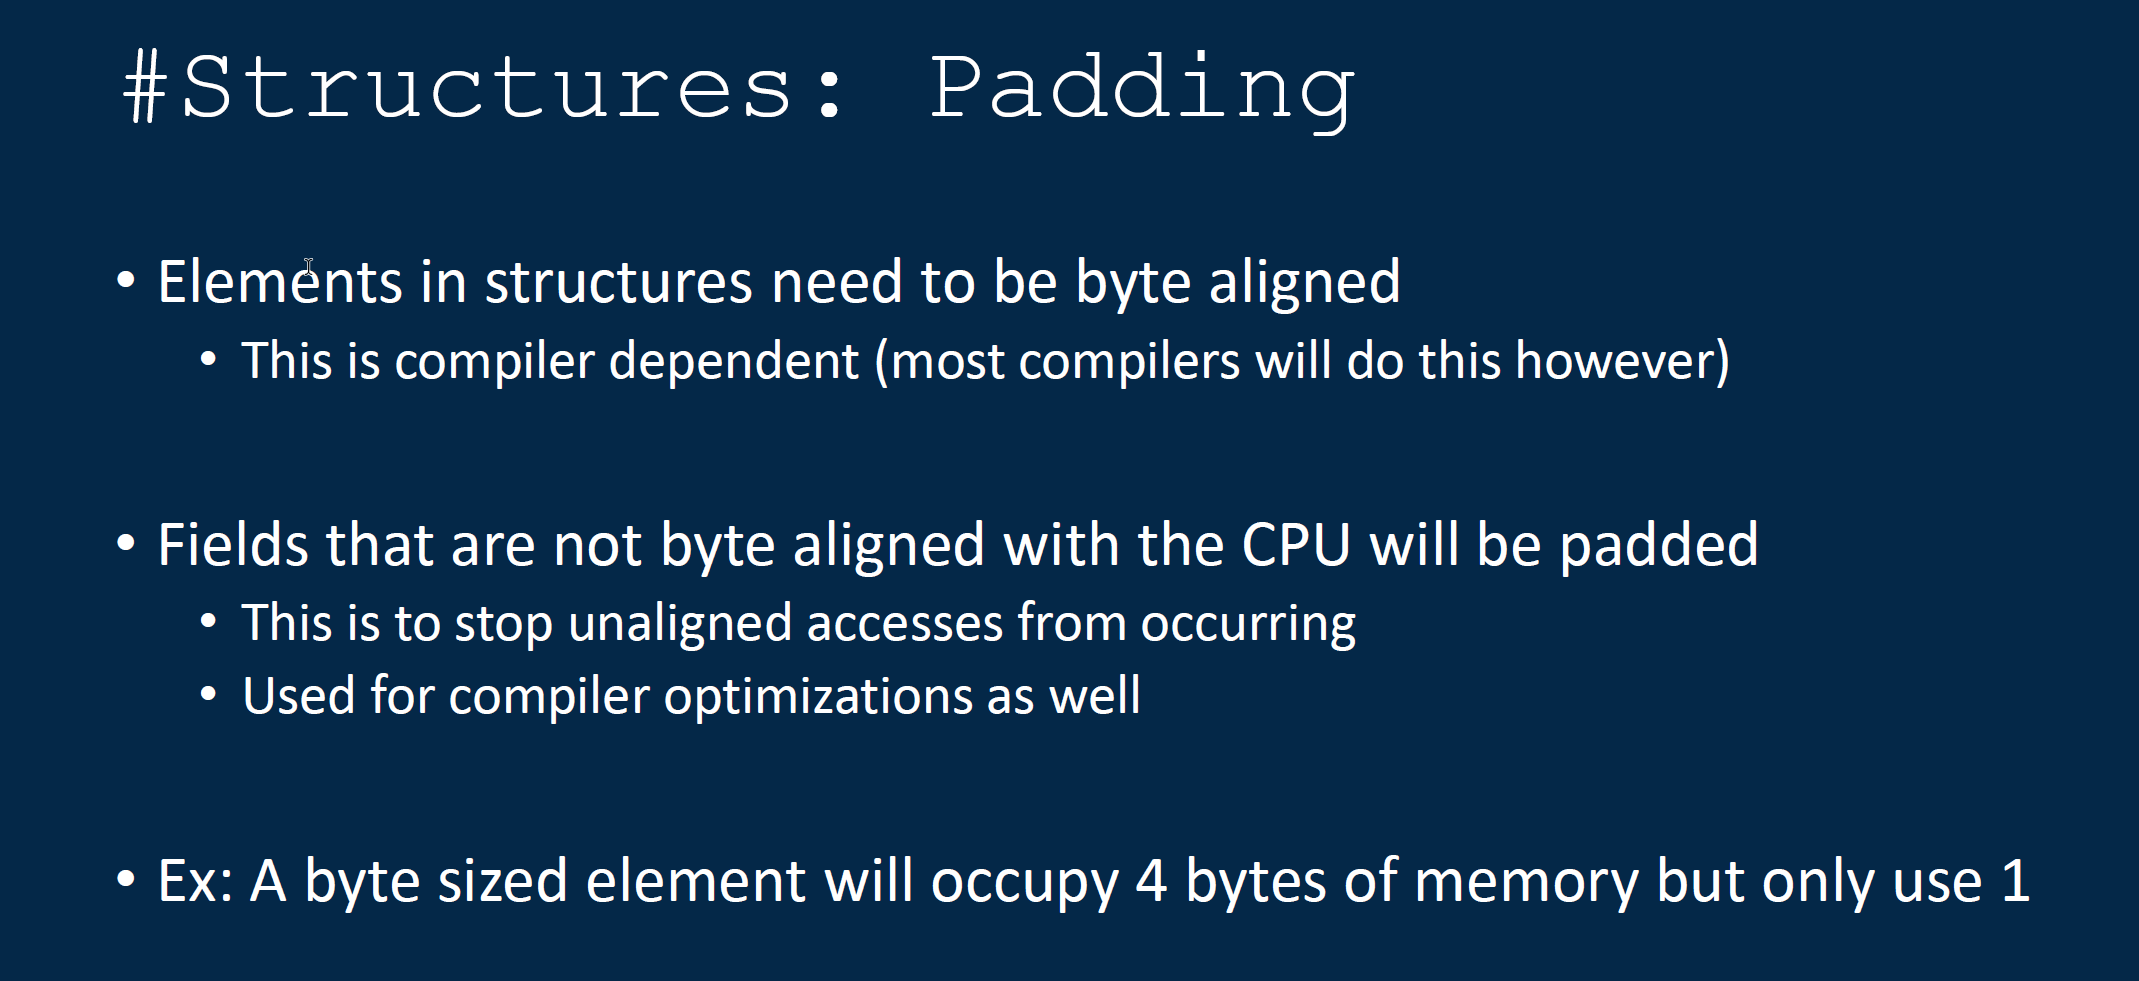 #Structures: Padding
• Elements in structures need to be byte aligned
• This is compiler dependent (most compilers will do this however)
• Fields that are not byte aligned with the CPU will be padded
• This is to stop unaligned accesses from occurring
• Used for compiler optimizations as well
• Ex: A byte sized element will occupy 4 bytes of memory but only use 1